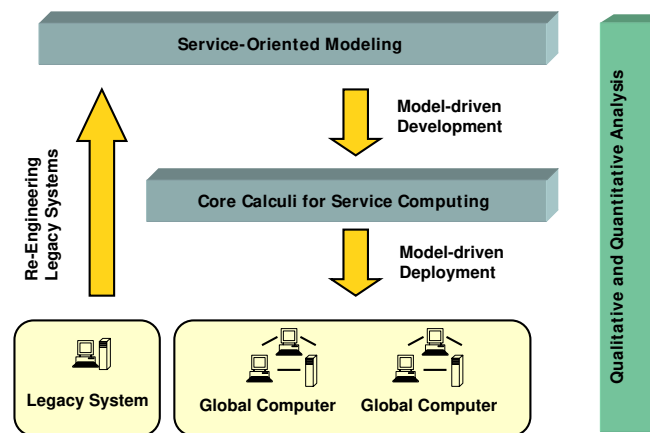 Service-Oriented Modeling
Model-driven
Development
Re-Engineering
Legacy Systems
Core Calculi for Service Computing
Model-driven
Deployment
Legacy System
Global Computer
Global Computer
Qualitative and Quantitative Analysis